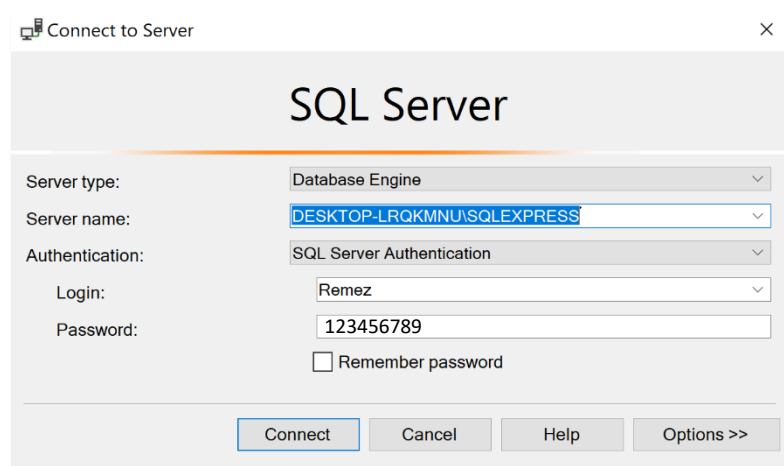 Connect to Server
SQL Server
Server type: Database Engine
Server name: DESKTOP-LRQKMNU\SQLEXPRESS
Authentication: SQL Server Authentication
Login: Remez
Password: 123456789
Remember password
Connect Cancel Help Options >>